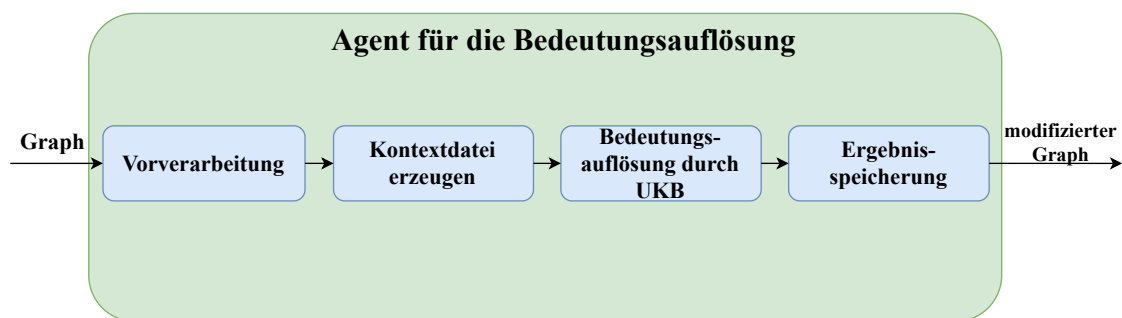 Agent für die Bedeutungsauflösung
Graph
Vorverarbeitung
Kontextdatei
erzeugen
Bedeutungs-
auflösung durch
UKB
Ergebnis-
speicherung
modifizierter
Graph